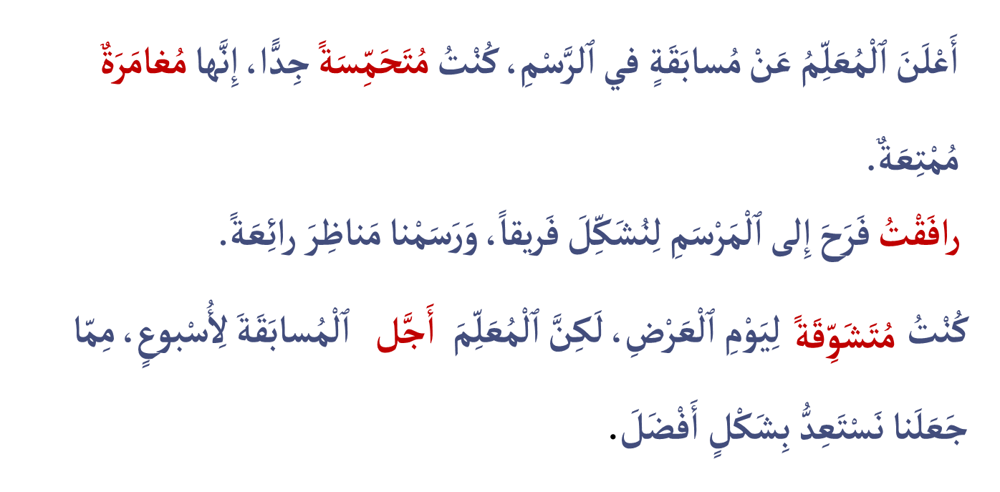 أَعْلَنَ ٱلْمُعَلِّمُ عَنْ مُسابَقَةٍ في ٱلرَّسْمِ، كُنْتُ مُتَحَمِّسَةً جِدًّا، إِنَّها مُغامَرَةٌ
مُمْتِعَةٌ.
رافَقْتُ فَرَحَ إِلى ٱلْمَرْسَمِ لِنُشَكِّلَ فَريقاً، وَرَسَمْنا مَناظِرَ رائِعَةً.
كُنْتُ مُتَشَوِّقَةً لِيَوْمِ ٱلْعَرْضِ، لَكِنَّ ٱلْمُعَلِّمَ أَجَّل ٱلْمُسابَقَةَ لِأُسْبوعٍ، مِمّا
جَعَلَنا نَسْتَعِدُّ بِشَكْلٍ أَفْضَلَ.